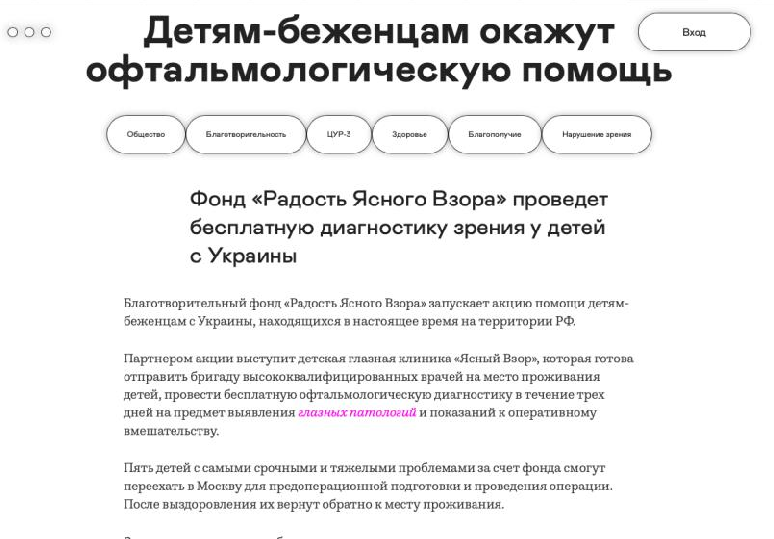 Детям-беженцам окажут
Вход
офтальмологическую помощь
Общество Благотворительность ЦУР-3 Здоровье Благополучие Нарушение зрения
Фонд «Радость Ясного Взора» проведет
бесплатную диагностику зрения у детей
с Украины
Благотворительный фонд «Радость Ясного Взора» запускает акцию помощи детям-
беженцам с Украины, находящихся в настоящее время на территории РФ.
Партнером акции выступит детская глазная клиника «Ясный Взор», которая готова
отправить бригаду высококвалифицированных врачей на место проживания
детей, провести бесплатную офтальмологическую диагностику в течение трех
дней на предмет выявления глазных патологий и показаний к оперативному
вмешательству.
Пять детей с самыми срочными и тяжелыми проблемами за счет фонда смогут
переехать в Москву для предоперационной подготовки и проведения операции.
После выздоровления их вернут обратно к месту проживания.